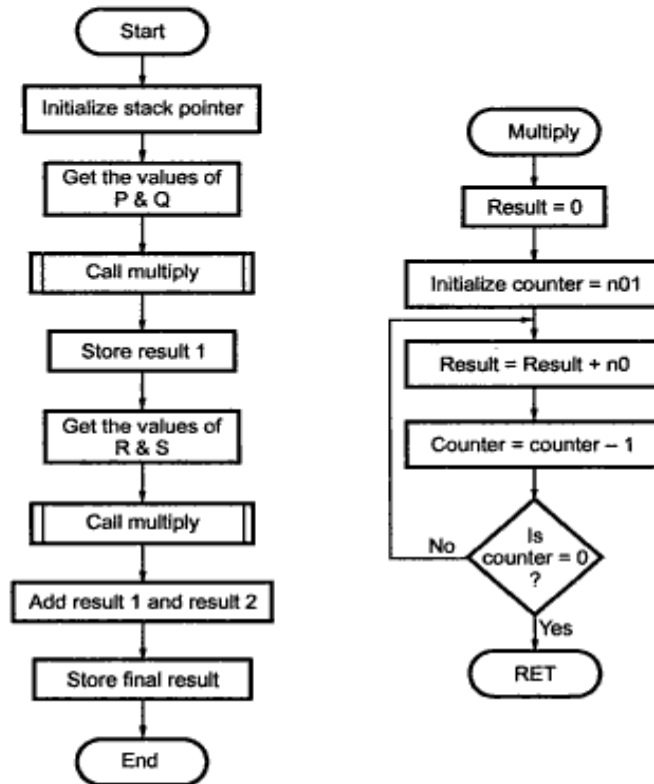 Start
Initialize stack pointer
Get the values of
P & Q
Call multiply
Store result 1
Get the values of
R & S
Call multiply
Add result 1 and result 2
Store final result
End
Multiply
Result = 0
Initialize counter = n01
Result = Result + n0
Counter = counter – 1
Is
counter = 0
?
No
Yes
RET